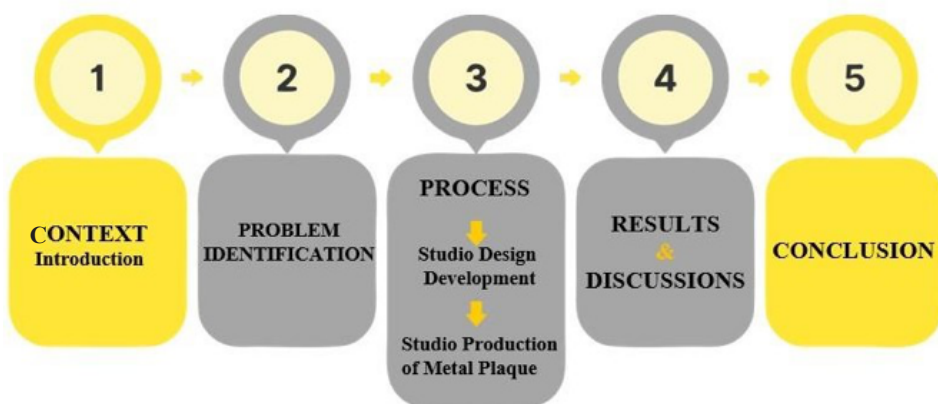 1
2
3
4
5
CONTEXT
Introduction
PROBLEM
IDENTIFICATION
PROCESS
Studio Design
Development
Studio Production
of Metal Plaque
RESULTS
&
DISCUSSIONS
CONCLUSION